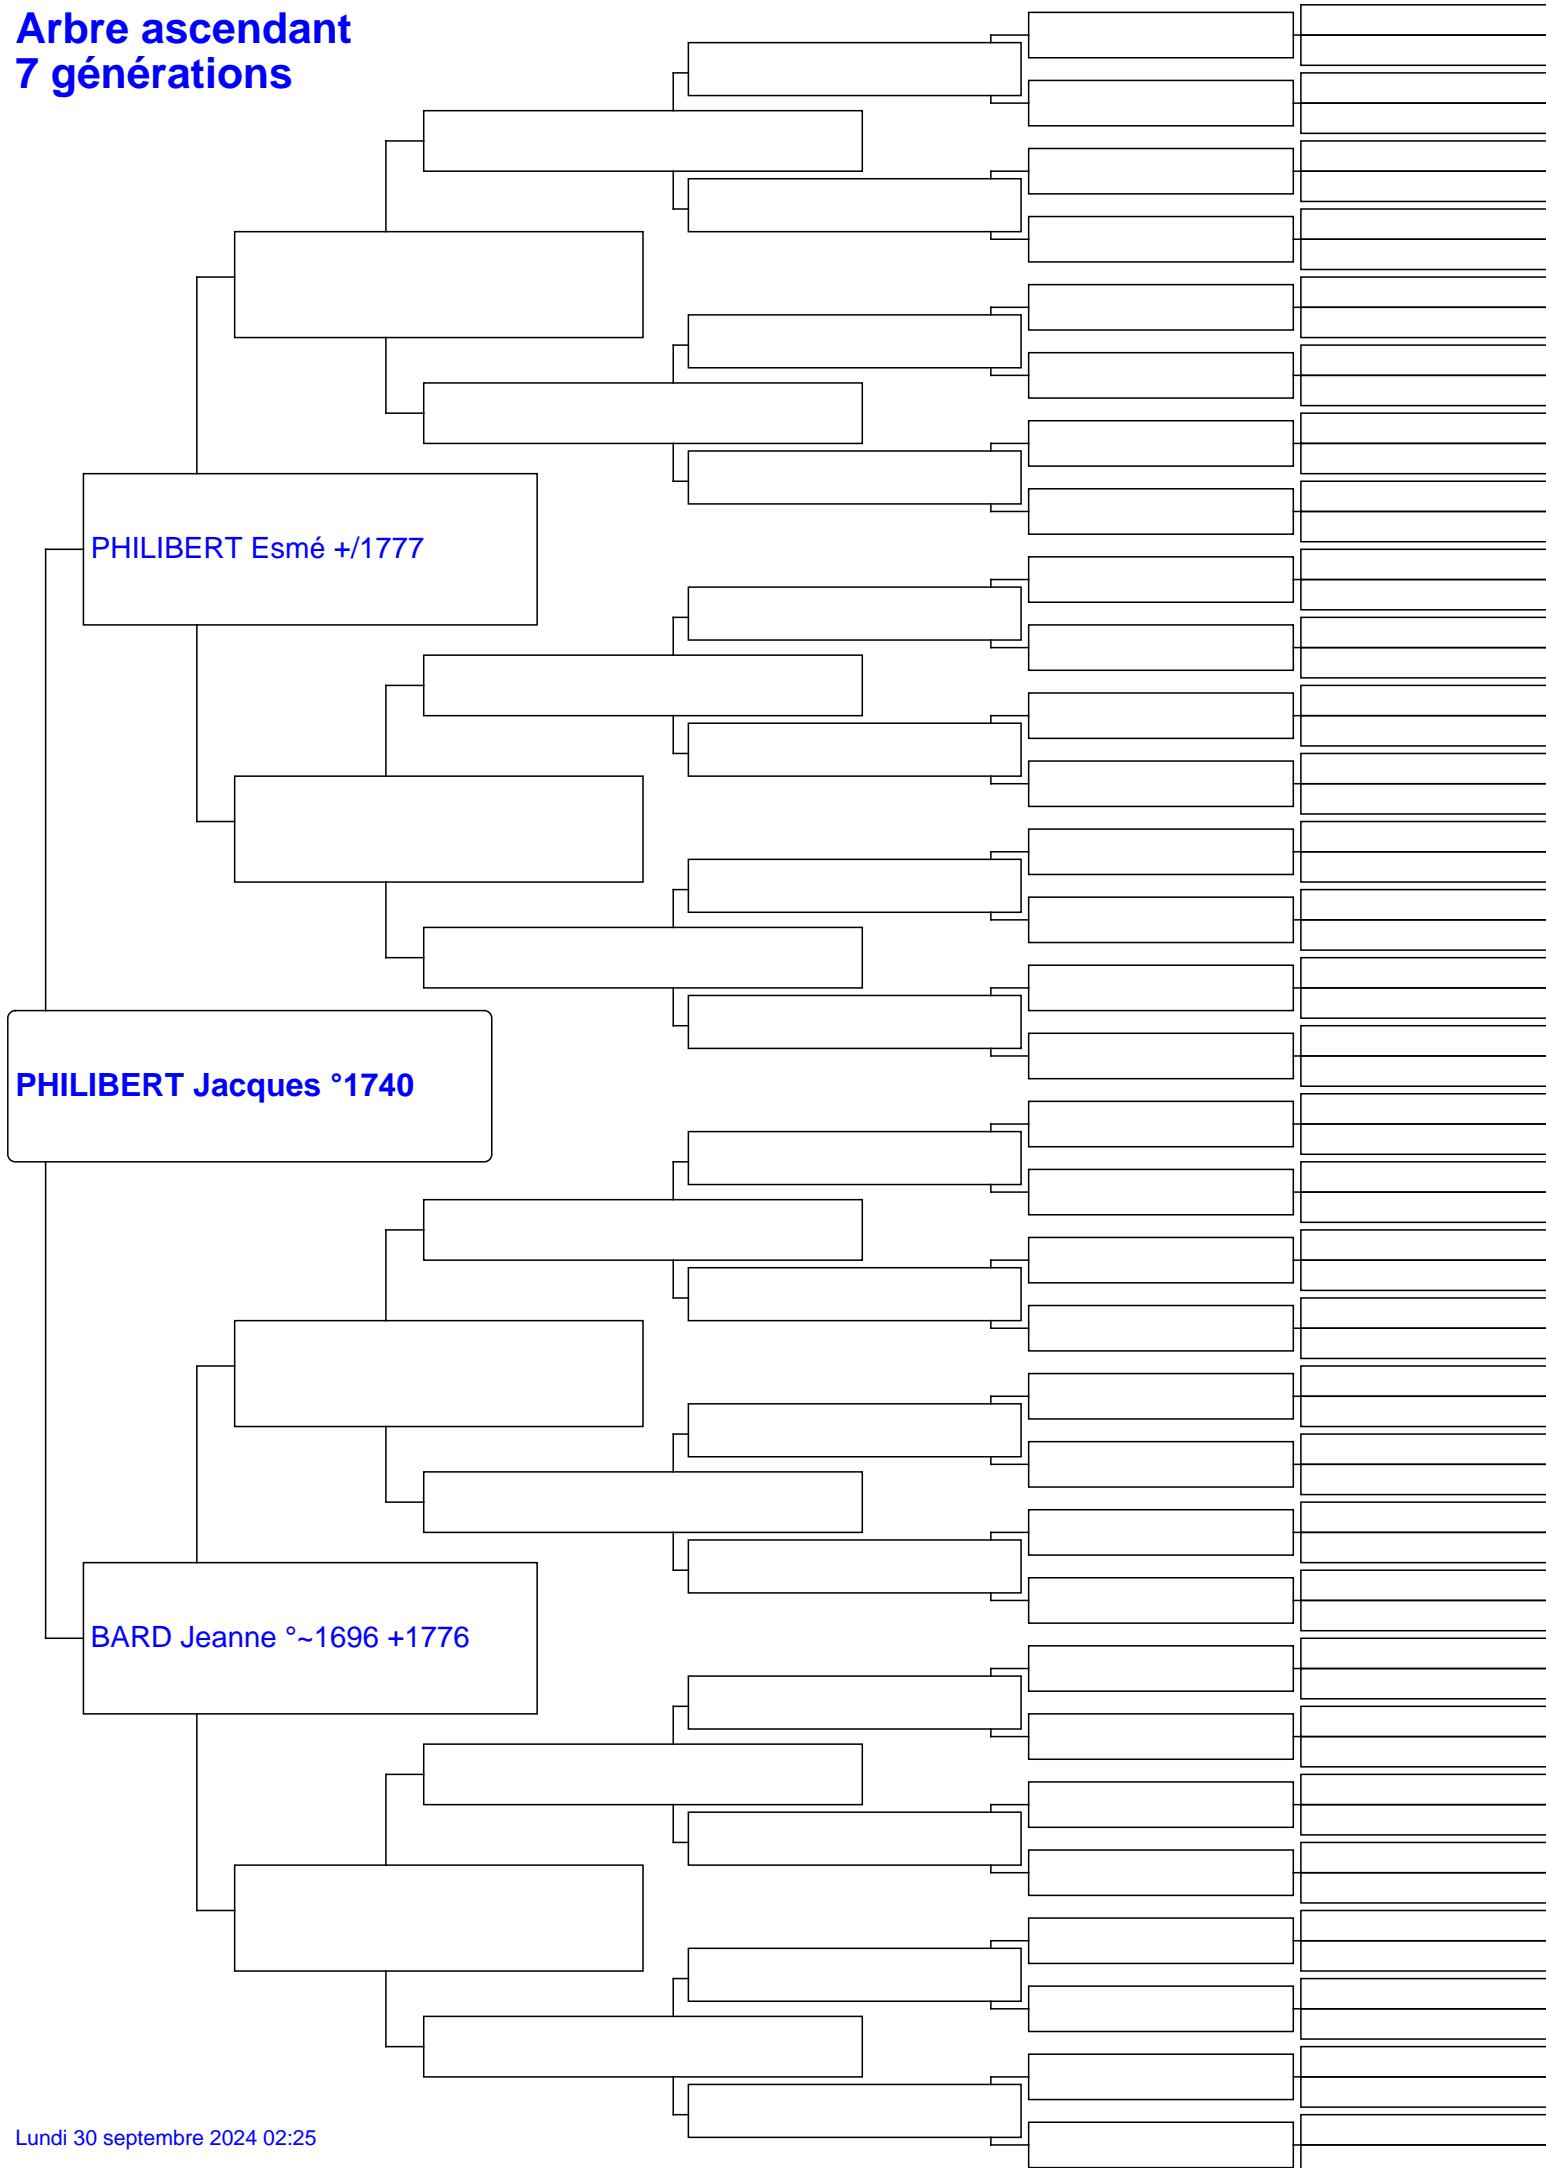 Arbre ascendant
7 générations
PHILIBERT Esmé +/1777
PHILIBERT Jacques °1740
BARD Jeanne °~1696 +1776
Lundi 30 septembre 2024 02:25